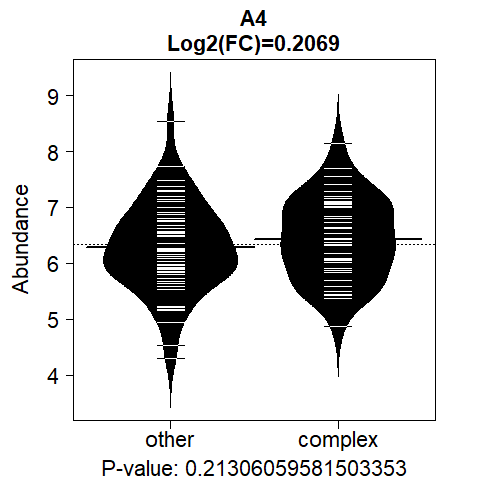 A4
Log2(FC)=0.2069
Abundance
9
8
7
6
5
4
other complex
P-value: 0.21306059581503353